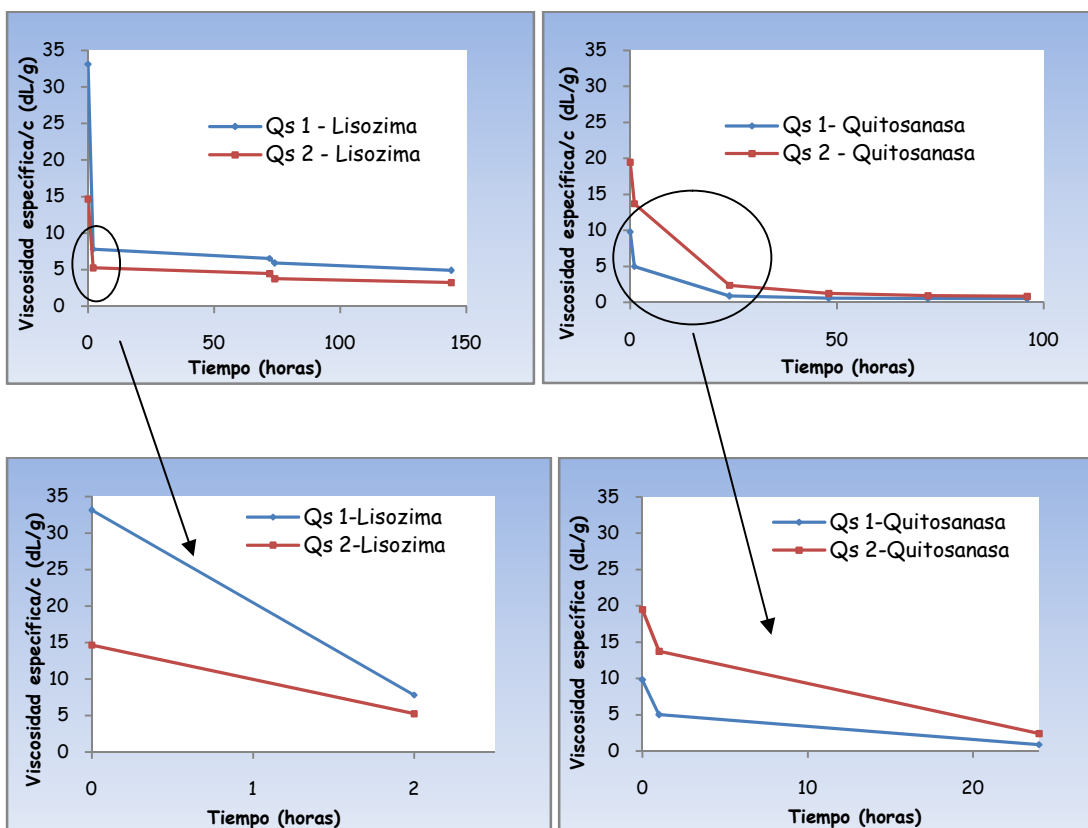 Viscosidad específica/c (dL/g)
35
30
25
20
15
10
5
0
Qs 1 - Lisozima
Qs 2 - Lisozima
0
50
100
150
Tiempo (horas)
Viscosidad específica/c (dL/g)
35
30
25
20
15
10
5
0
Qs 1- Quitosanasa
Qs 2 - Quitosanasa
0
50
100
Tiempo (horas)
Viscosidad específica/c (dL/g)
35
30
25
20
15
10
5
0
Qs 1-Lisozima
Qs 2-Lisozima
0
1
2
Tiempo (horas)
Viscosidad específica (dL/g)
35
30
25
20
15
10
5
0
Qs 1-Quitosanasa
Qs 2-Quitosanasa
0
10
20
Tiempo (horas)